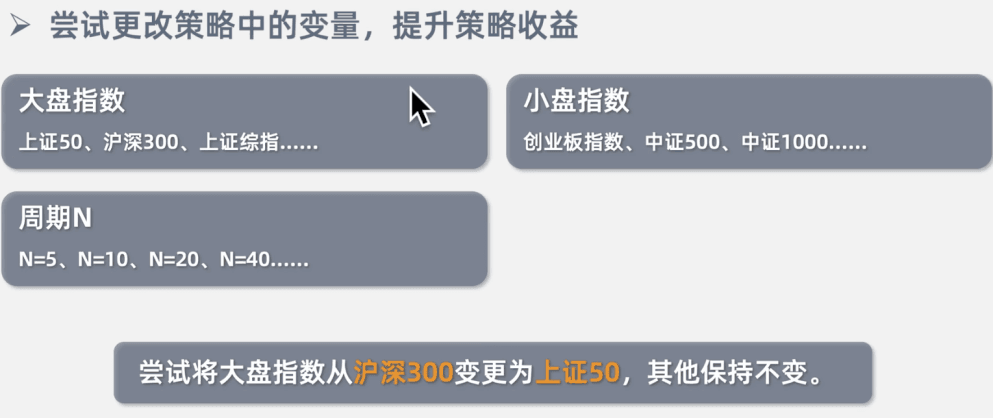 尝试更改策略中的变量，提升策略收益
大盘指数
上证50、沪深300、上证综指……
小盘指数
创业板指数、中证500、中证1000……
周期N
N=5、N=10、N=20、N=40……
尝试将大盘指数从沪深300变更为上证50，其他保持不变。